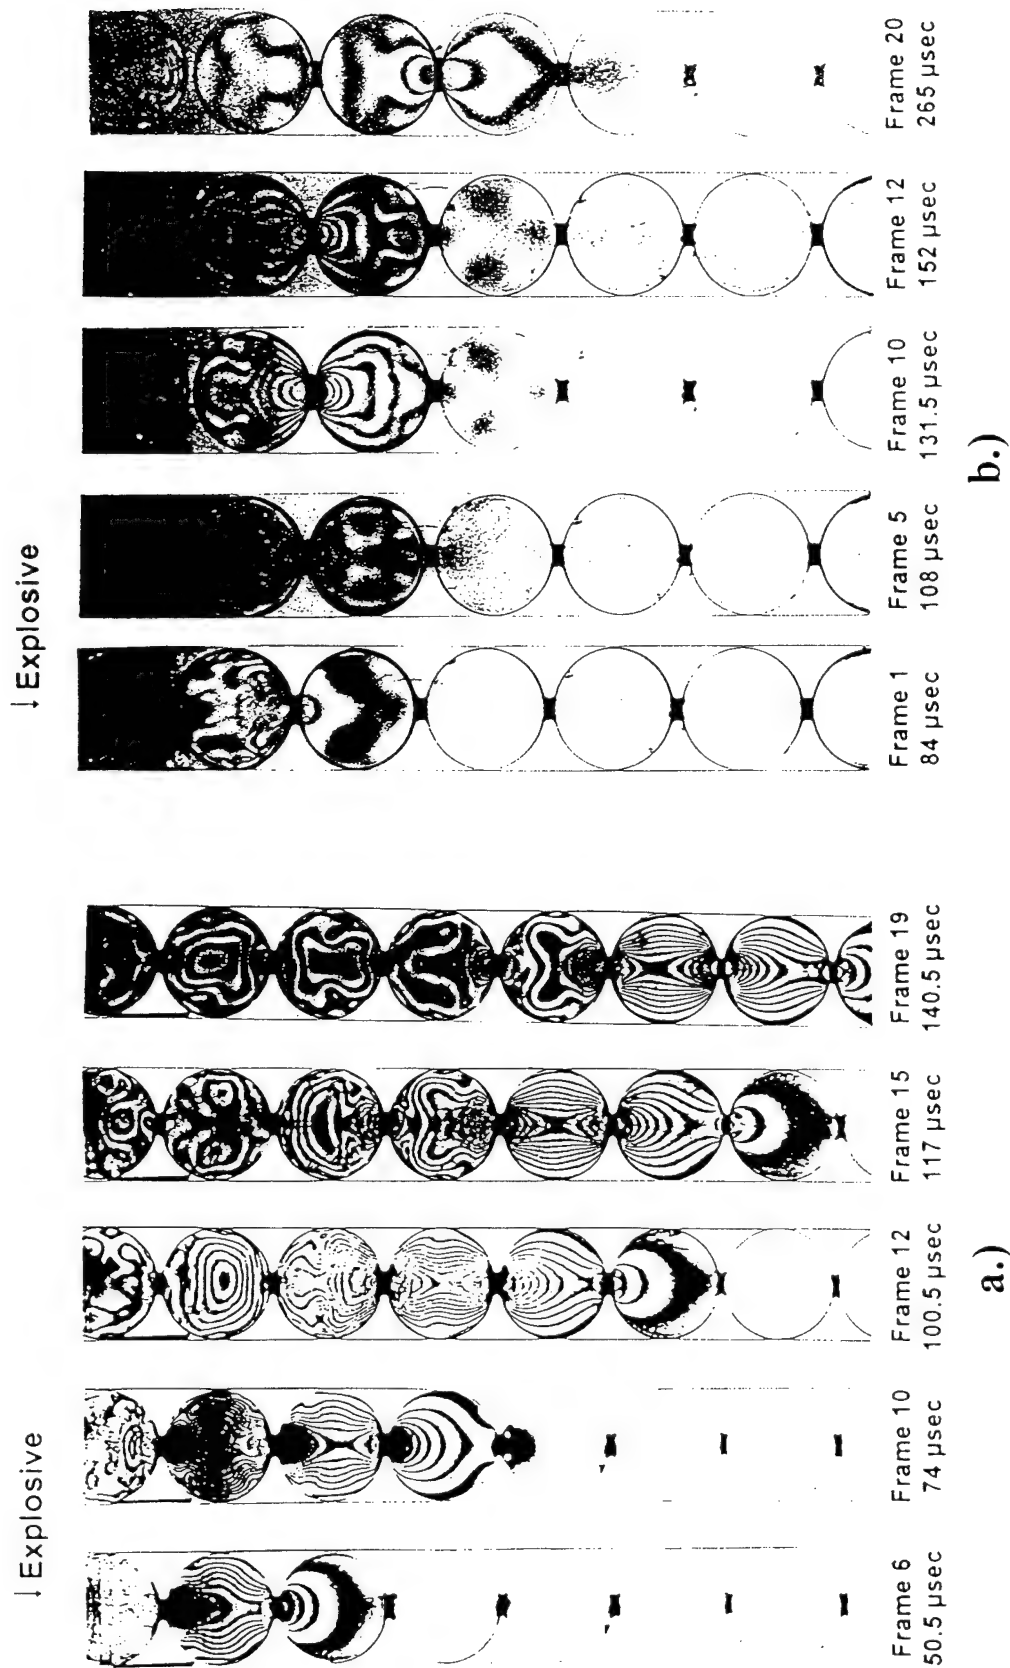 ↓Explosive
Frame 6
50.5 μsec
Frame 10
74 μsec
Frame 12
100.5 μsec
Frame 15
117 μsec
Frame 19
140.5 μsec
a.)
↓Explosive
Frame 1
84 μsec
Frame 5
108 μsec
Frame 10
131.5 μsec
Frame 12
152 μsec
Frame 20
265 μsec
b.)